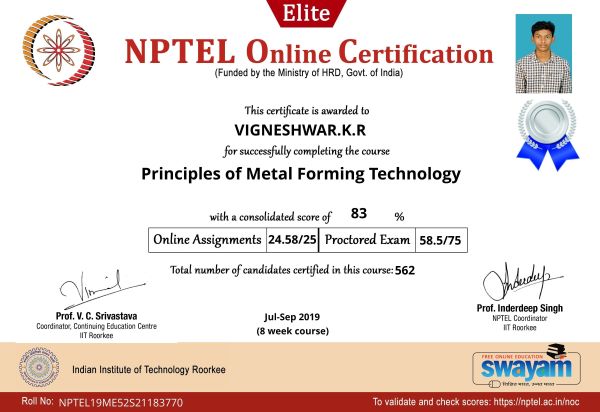 Elite
NPTEL Online Certification
(Funded by the Ministry of HRD, Govt. of India)
This certificate is awarded to
VIGNESHWAR.K.R
for successfully completing the course
Principles of Metal Forming Technology
with a consolidated score of 83 %
Online Assignments 24.58/25 Proctored Exam 58.5/75
Total number of candidates certified in this course: 562
Prof. V. C. Srivastava
Coordinator, Continuing Education Centre
IIT Roorkee
Jul-Sep 2019
(8 week course)
Prof. Inderdeep Singh
NPTEL Coordinator
IIT Roorkee
Indian Institute of Technology Roorkee
FREE ONLINE EDUCATION
swayam
शिक्षित भारत, उन्नत भारत
Roll No: NPTEL19ME52S21183770
To validate and check scores: https://nptel.ac.in/noc